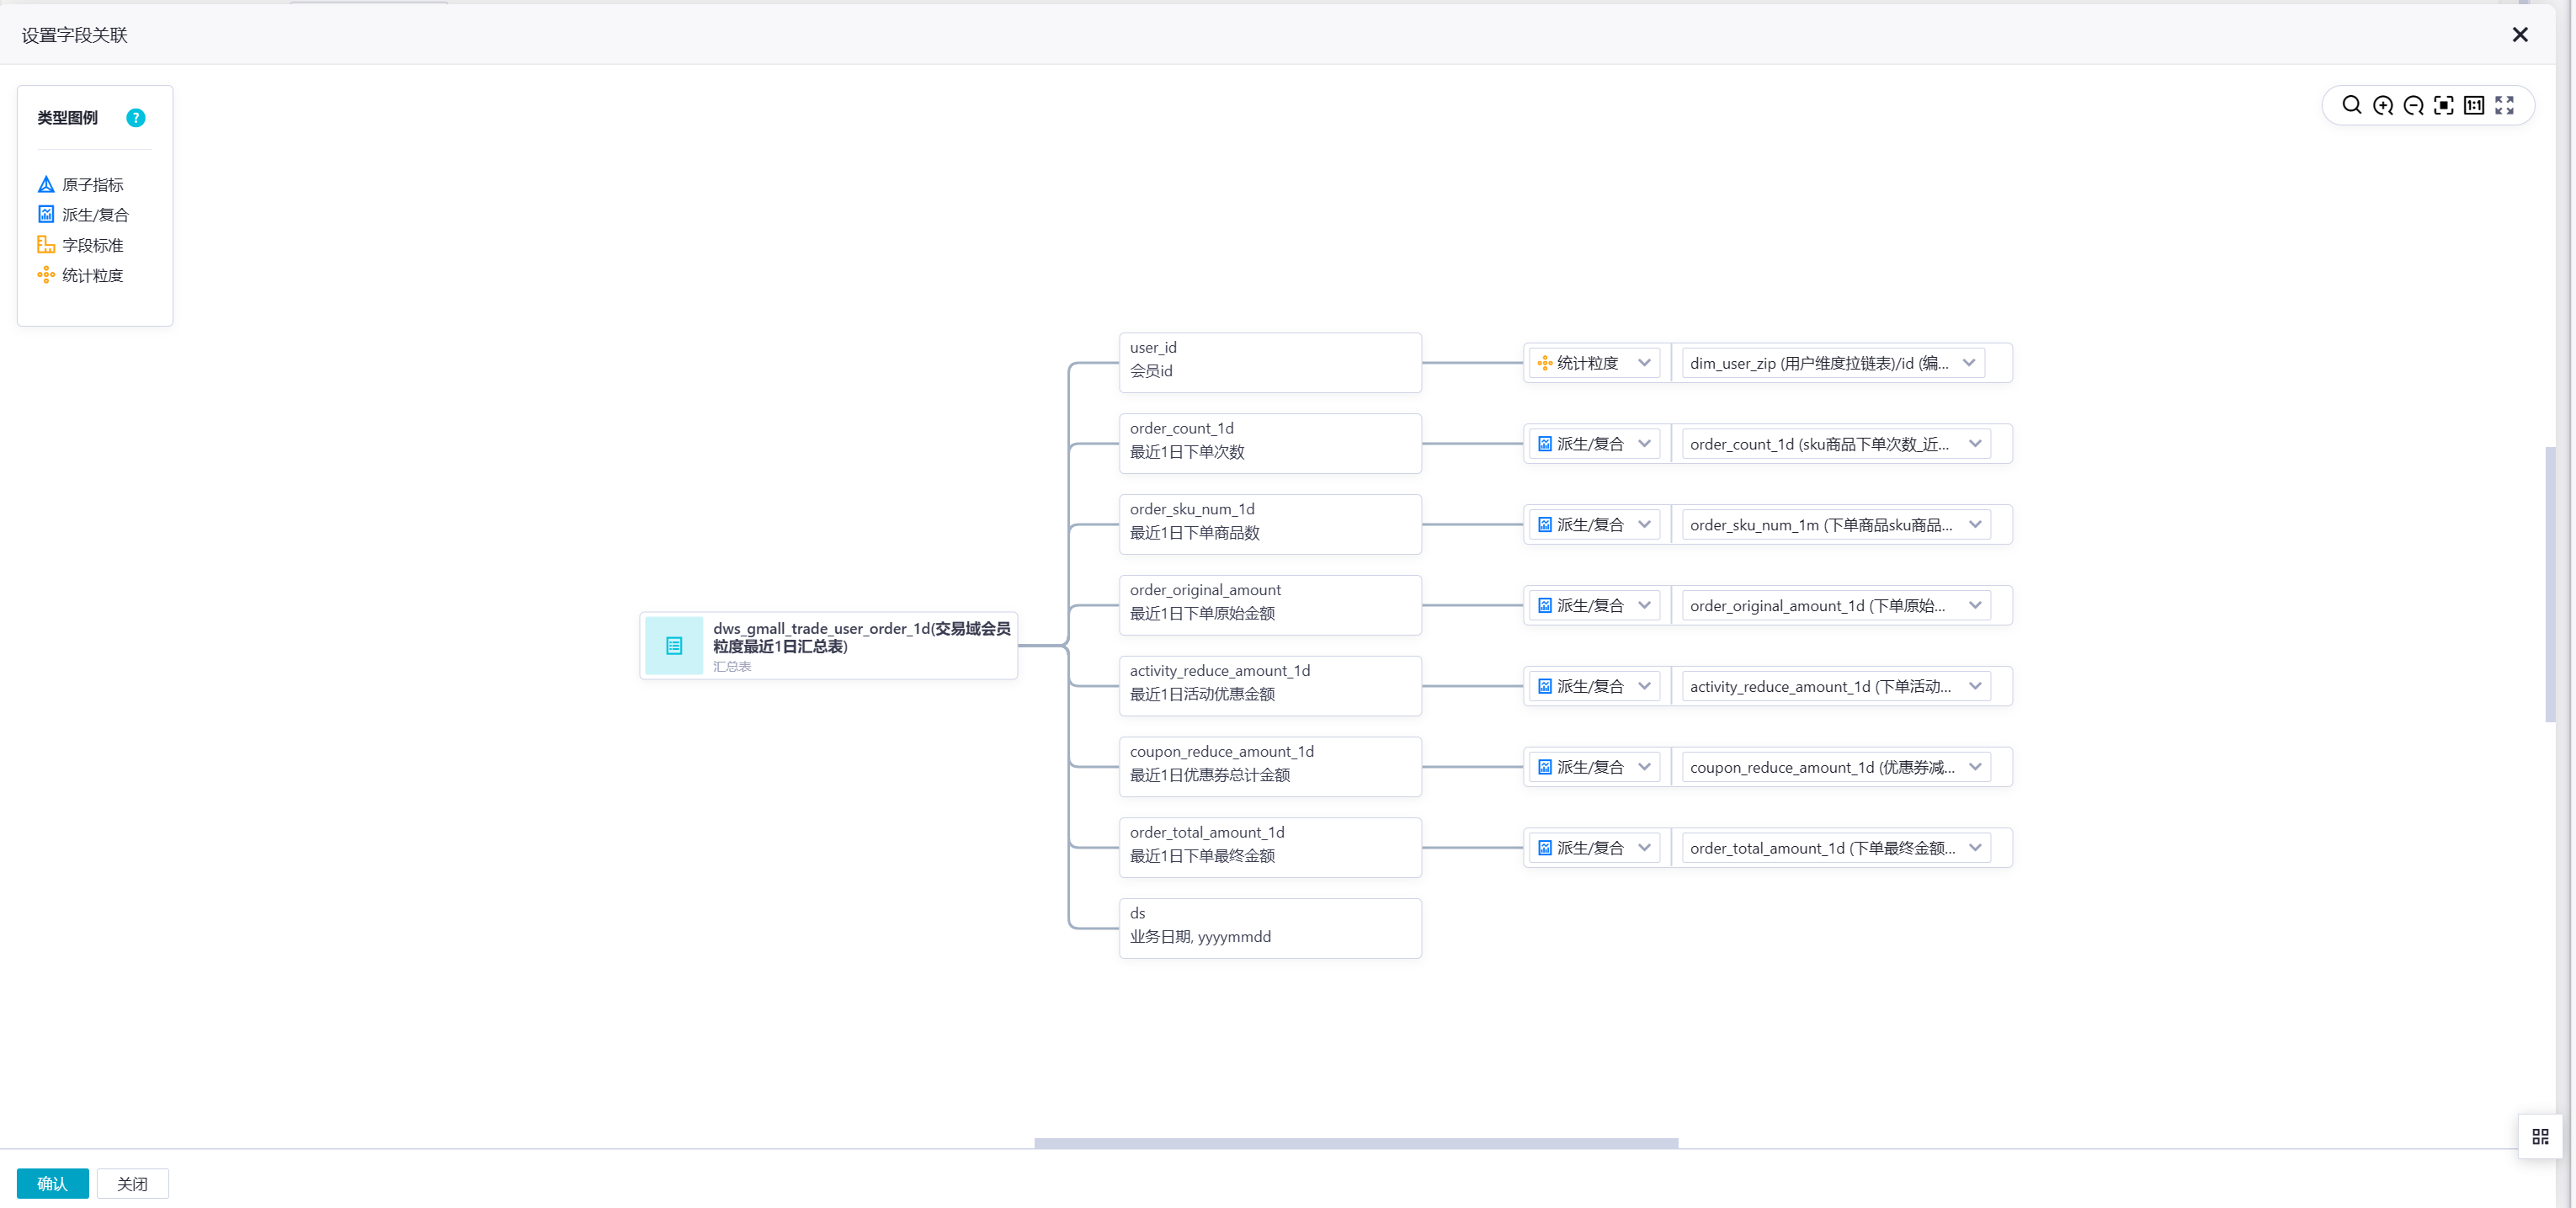 设置字段关联
类型图例
原子指标
派生/复合
字段标准
统计粒度
1:1
dws_gmall_trade_user_order_1d(交易域会员
粒度最近1日汇总表)
汇总表
user_id
会员id
统计粒度
dim_user_zip (用户维度拉链表)/id (编...
order_count_1d
最近1日下单次数
派生/复合
order_count_1d (sku商品下单次数_近...
order_sku_num_1d
最近1日下单商品数
派生/复合
order_sku_num_1m (下单商品sku商品...
order_original_amount
最近1日下单原始金额
派生/复合
order_original_amount_1d (下单原始...
activity_reduce_amount_1d
最近1日活动优惠金额
派生/复合
activity_reduce_amount_1d (下单活动...
coupon_reduce_amount_1d
最近1日优惠券总计金额
派生/复合
coupon_reduce_amount_1d (优惠券减...
order_total_amount_1d
最近1日下单最终金额
派生/复合
order_total_amount_1d (下单最终金额...
ds
业务日期, yyyymmdd
确认
关闭